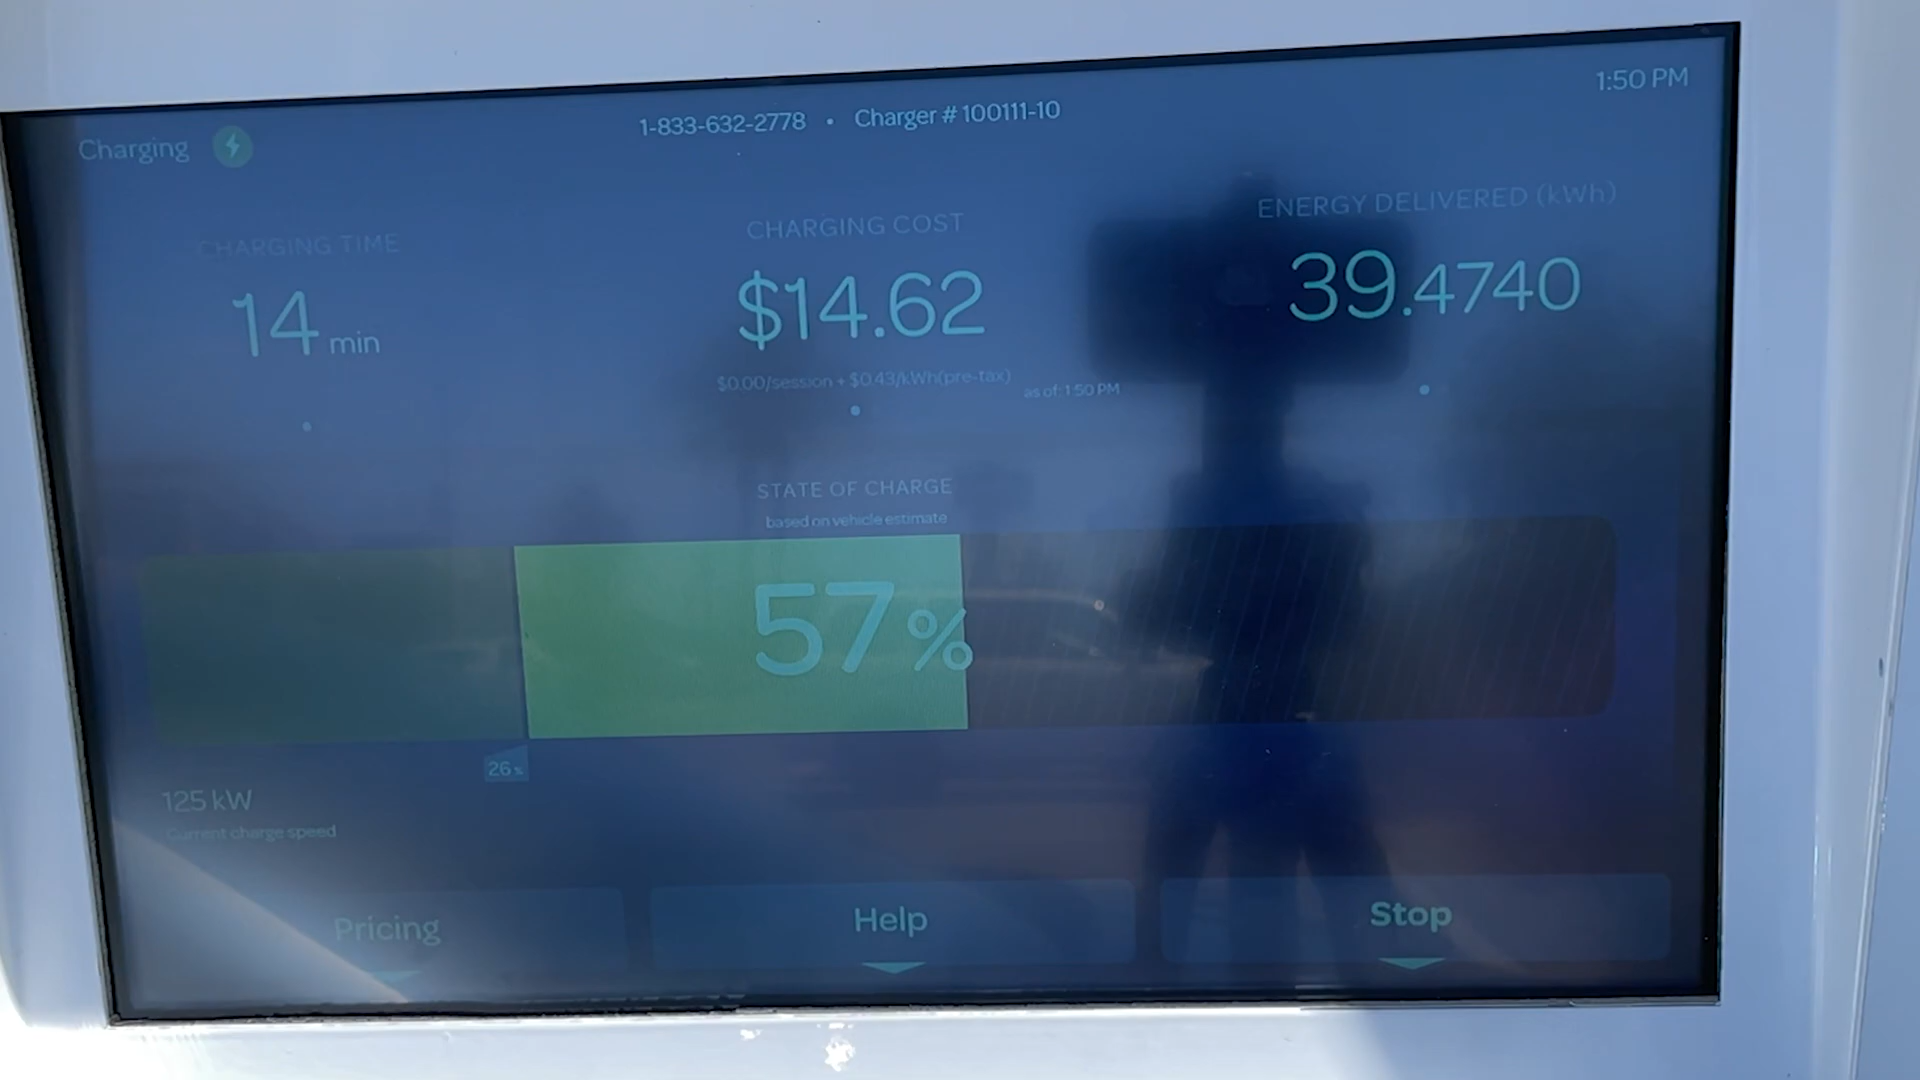 1:50 PM
1-833-632-2778 • Charger # 100111-10
Charging
CHARGING TIME
14 min
CHARGING COST
$14.62
$0.00/session + $0.43/kWh(pre-tax)
as of: 1:50 PM
ENERGY DELIVERED (kWh)
39.4740
STATE OF CHARGE
based on vehicle estimate
57%
26%
125 kW
Current charge speed
Pricing
Help
Stop